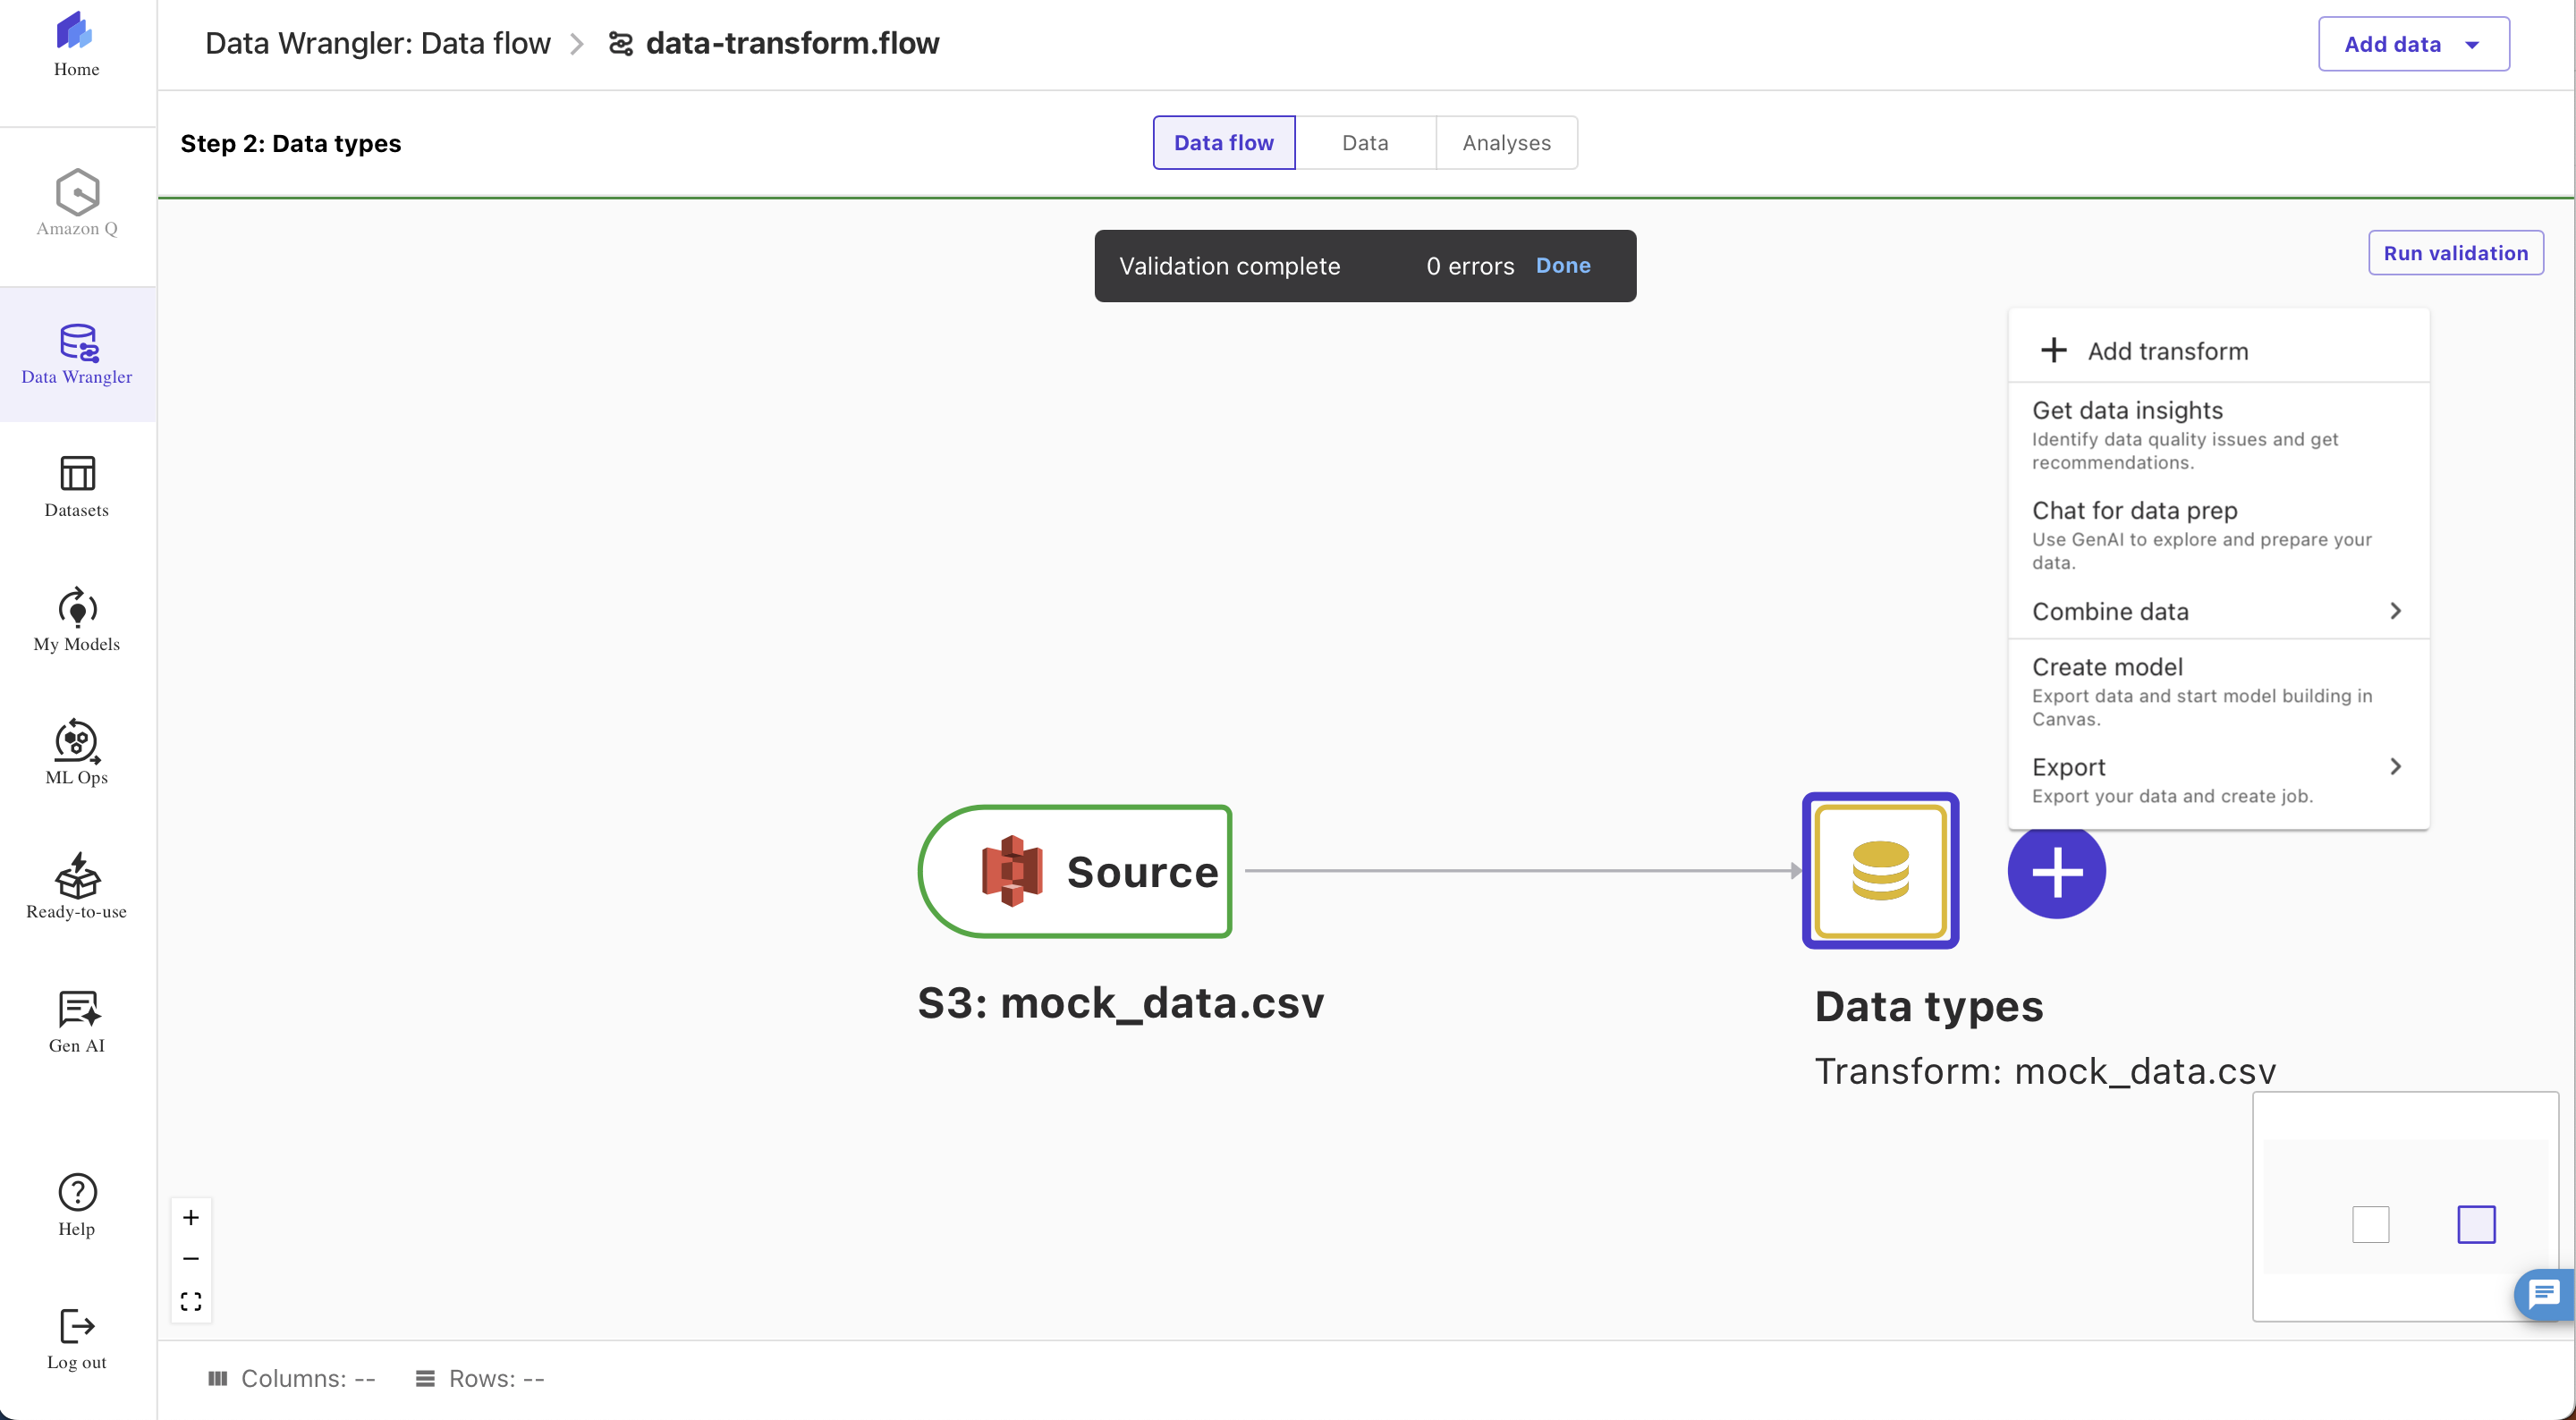 Home
Amazon Q
Data Wrangler
Datasets
My Models
ML Ops
Ready-to-use
Gen AI
Help
Log out
Data Wrangler: Data flow
data-transform.flow
Add data
Step 2: Data types
Data flow
Data
Analyses
Validation complete
0 errors
Done
Run validation
Add transform
Get data insights
Identify data quality issues and get
recommendations.
Chat for data prep
Use GenAI to explore and prepare your
data.
Combine data
Create model
Export data and start model building in
Canvas.
Export
Export your data and create job.
Source
S3: mock_data.csv
Data types
Transform: mock_data.csv
Columns: --
Rows: --